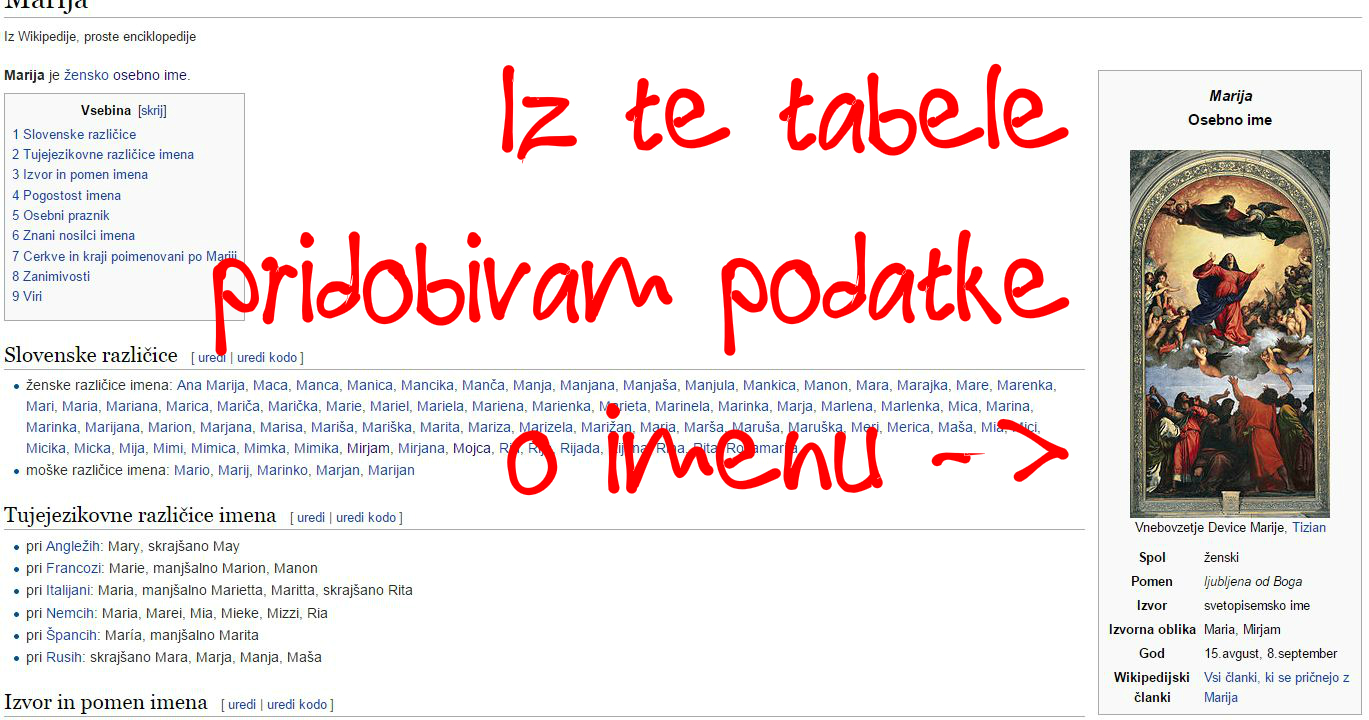 Marija
Iz Wikipedije, proste enciklopedije
Marija je žensko osebno ime.
Vsebina [skrij]
1 Slovenske različice
2 Tujejezikovne različice imena
3 Izvor in pomen imena
4 Pogostost imena
5 Osebni praznik
6 Znani nosilci imena
7 Cerkve in kraji poimenovani po Mariji
8 Zanimivosti
9 Viri
Iz te tabele
pridobivam podatke
o imenu -->
Slovenske različice [ uredi | uredi kodo ]
ženske različice imena: Ana Marija, Maca, Manca, Manica, Mancika, Manča, Manja, Manjana, Manjaša, Manjula, Mankica, Manon, Mara, Marajka, Mare, Marenka,
Mari, Maria, Mariana, Marica, Mariča, Marička, Marie, Mariel, Mariela, Mariena, Marienka, Marieta, Marinela, Marinka, Marja, Marlena, Marlenka, Mica, Marina,
Marinka, Marijana, Marion, Marjana, Marisa, Mariša, Mariška, Marita, Mariza, Marizela, Marižan, Marja, Marša, Maruša, Maruška, Meri, Merica, Maša, Mia, Mici,
Micika, Micka, Mija, Mimi, Mimica, Mimka, Mimika, Mirjam, Mirjana, Mojca, Rijada, Rina, Rita
moške različice imena: Mario, Marij, Marinko, Marjan, Marijan
Tujejezikovne različice imena [ uredi | uredi kodo ]
pri Angležih: Mary, skrajšano May
pri Francozi: Marie, manjšalno Marion, Manon
pri Italijani: Maria, manjšalno Marietta, Maritta, skrajšano Rita
pri Nemcih: Maria, Marei, Mia, Mieke, Mizzi, Ria
pri Špancih: María, manjšalno Marita
pri Rusih: skrajšano Mara, Marja, Manja, Maša
Izvor in pomen imena [ uredi | uredi kodo ]
Marija
Osebno ime
Vnebovzetje Device Marije, Tizian
Spol ženski
Pomen ljubljena od Boga
Izvor svetopisemsko ime
Izvorna oblika Maria, Mirjam
God 15.avgust, 8.september
Wikipedijski članki Vsi članki, ki se pričnejo z
Marija